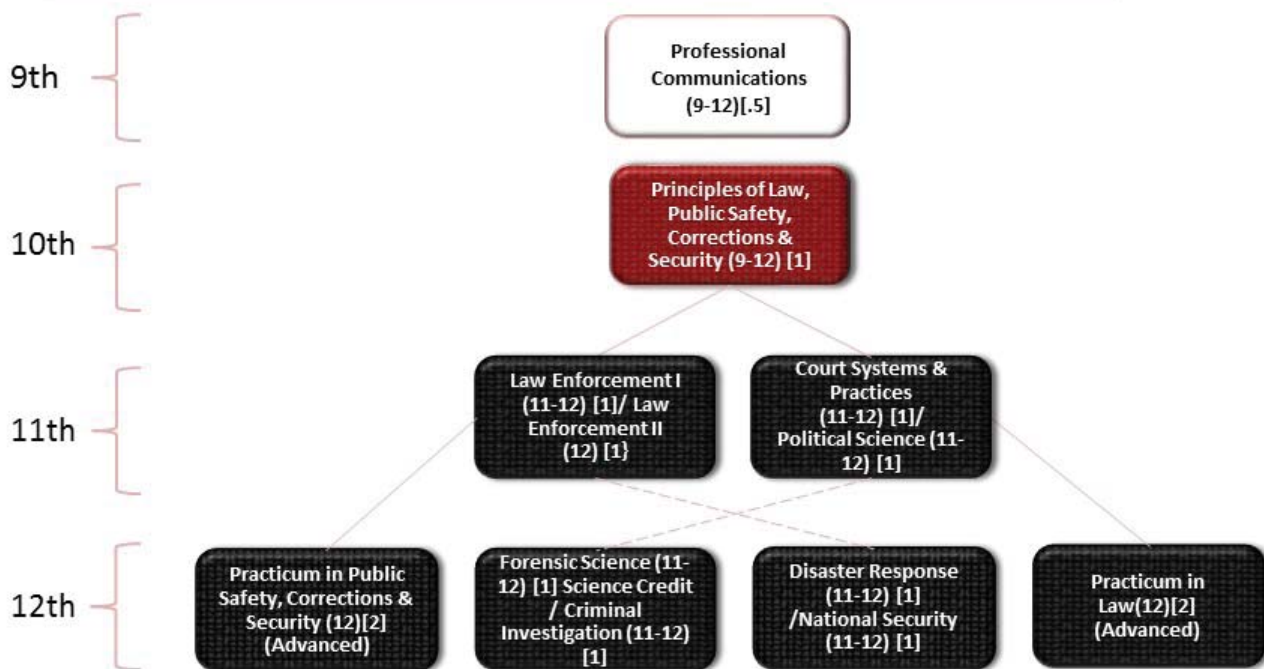 9th
Professional
Communications
(9-12)[.5]
10th
Principles of Law,
Public Safety,
Corrections &
Security (9-12) [1]
11th
Law Enforcement I
(11-12) [1]/ Law
Enforcement II
(12) [1}
Court Systems &
Practices
(11-12) [1]/
Political Science (11-
12) [1]
12th
Practicum in Public
Safety, Corrections &
Security (12)[2]
(Advanced)
Forensic Science (11-
12) [1] Science Credit
/ Criminal
Investigation (11-12)
[1]
Disaster Response
(11-12) [1]
/National Security
(11-12) [1]
Practicum in
Law(12)[2]
(Advanced)